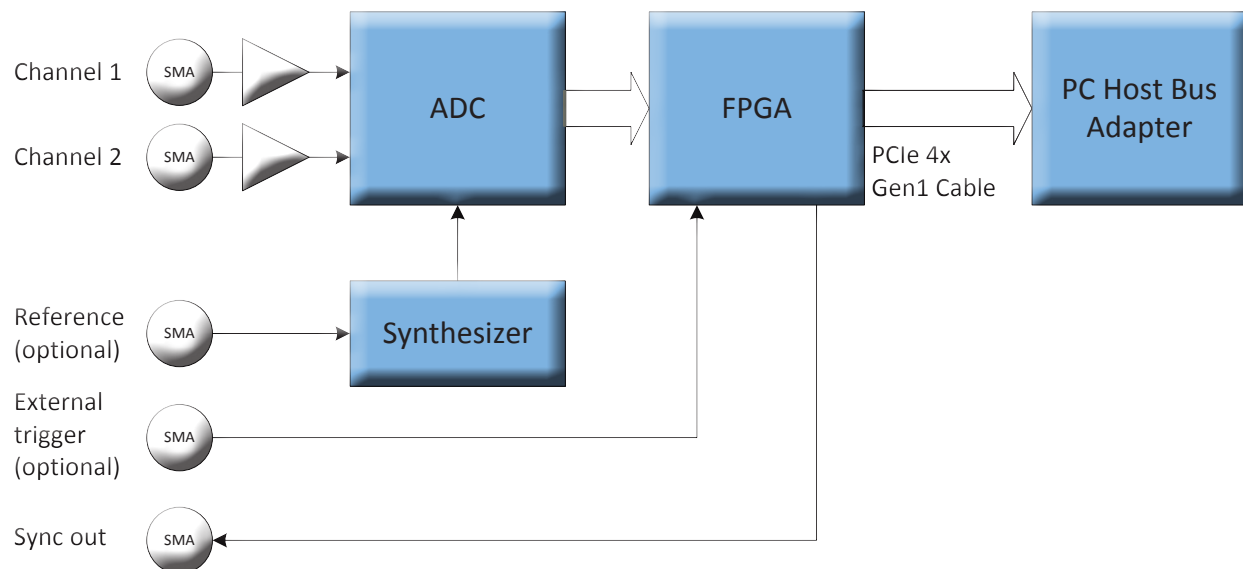 Channel 1
SMA
ADC
FPGA
PC Host Bus
Adapter
Channel 2
SMA
PCIe 4x
Gen1 Cable
Reference
(optional)
SMA
Synthesizer
External
trigger
(optional)
SMA
Sync out
SMA